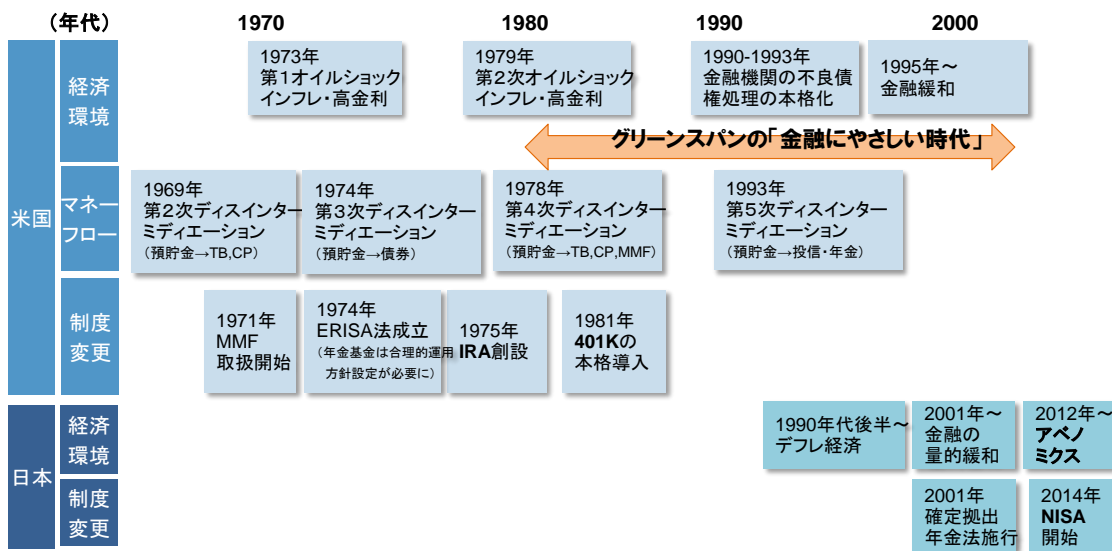 （年代）
1970
1980
1990
2000
米国
経済
環境
1973年
第1オイルショック
インフレ・高金利
1979年
第2次オイルショック
インフレ・高金利
1990-1993年
金融機関の不良債
権処理の本格化
1995年～
金融緩和
グリーンスパンの「金融にやさしい時代」
マネー
フロー
1969年
第2次ディスインター
ミディエーション
（預貯金→TB,CP）
1974年
第3次ディスインター
ミディエーション
（預貯金→債券）
1978年
第4次ディスインター
ミディエーション
（預貯金→TB,CP,MMF）
1993年
第5次ディスインター
ミディエーション
（預貯金→投信・年金）
制度
変更
1971年
MMF
取扱開始
1974年
ERISA法成立
（年金基金は合理的運用
方針設定が必要に）
1975年
IRA創設
1981年
401Kの
本格導入
日本
経済
環境
1990年代後半～
デフレ経済
2001年～
金融の
量的緩和
2012年～
アベノ
ミクス
制度
変更
2001年
確定拠出
年金法施行
2014年
NISA
開始